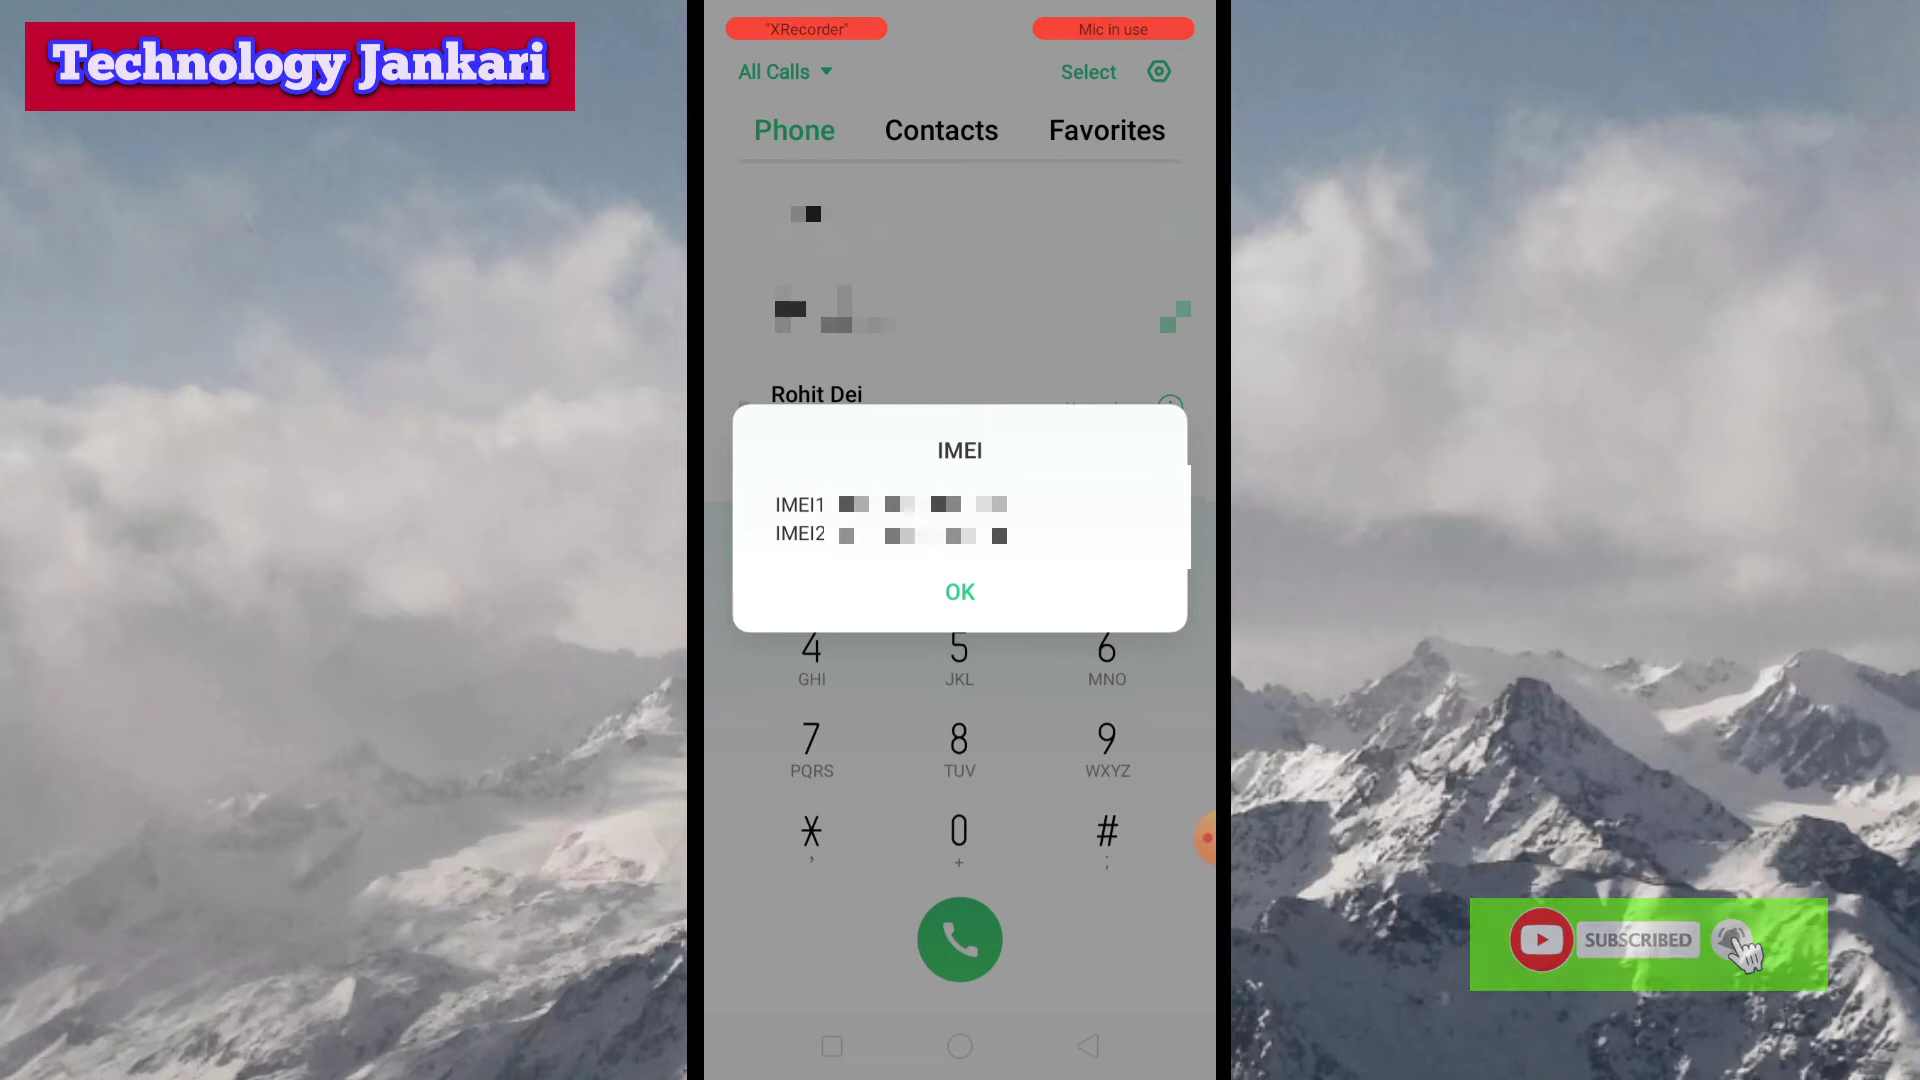 Technology Jankari
"XRecorder"
Mic in use
All Calls
Select
Phone
Contacts
Favorites
Rohit Dei
IMEI
IMEI1
IMEI2
OK
4
5
6
GHI
JKL
MNO
7
8
9
PQRS
TUV
WXYZ
*
0
#
,
+
;
SUBSCRIBED